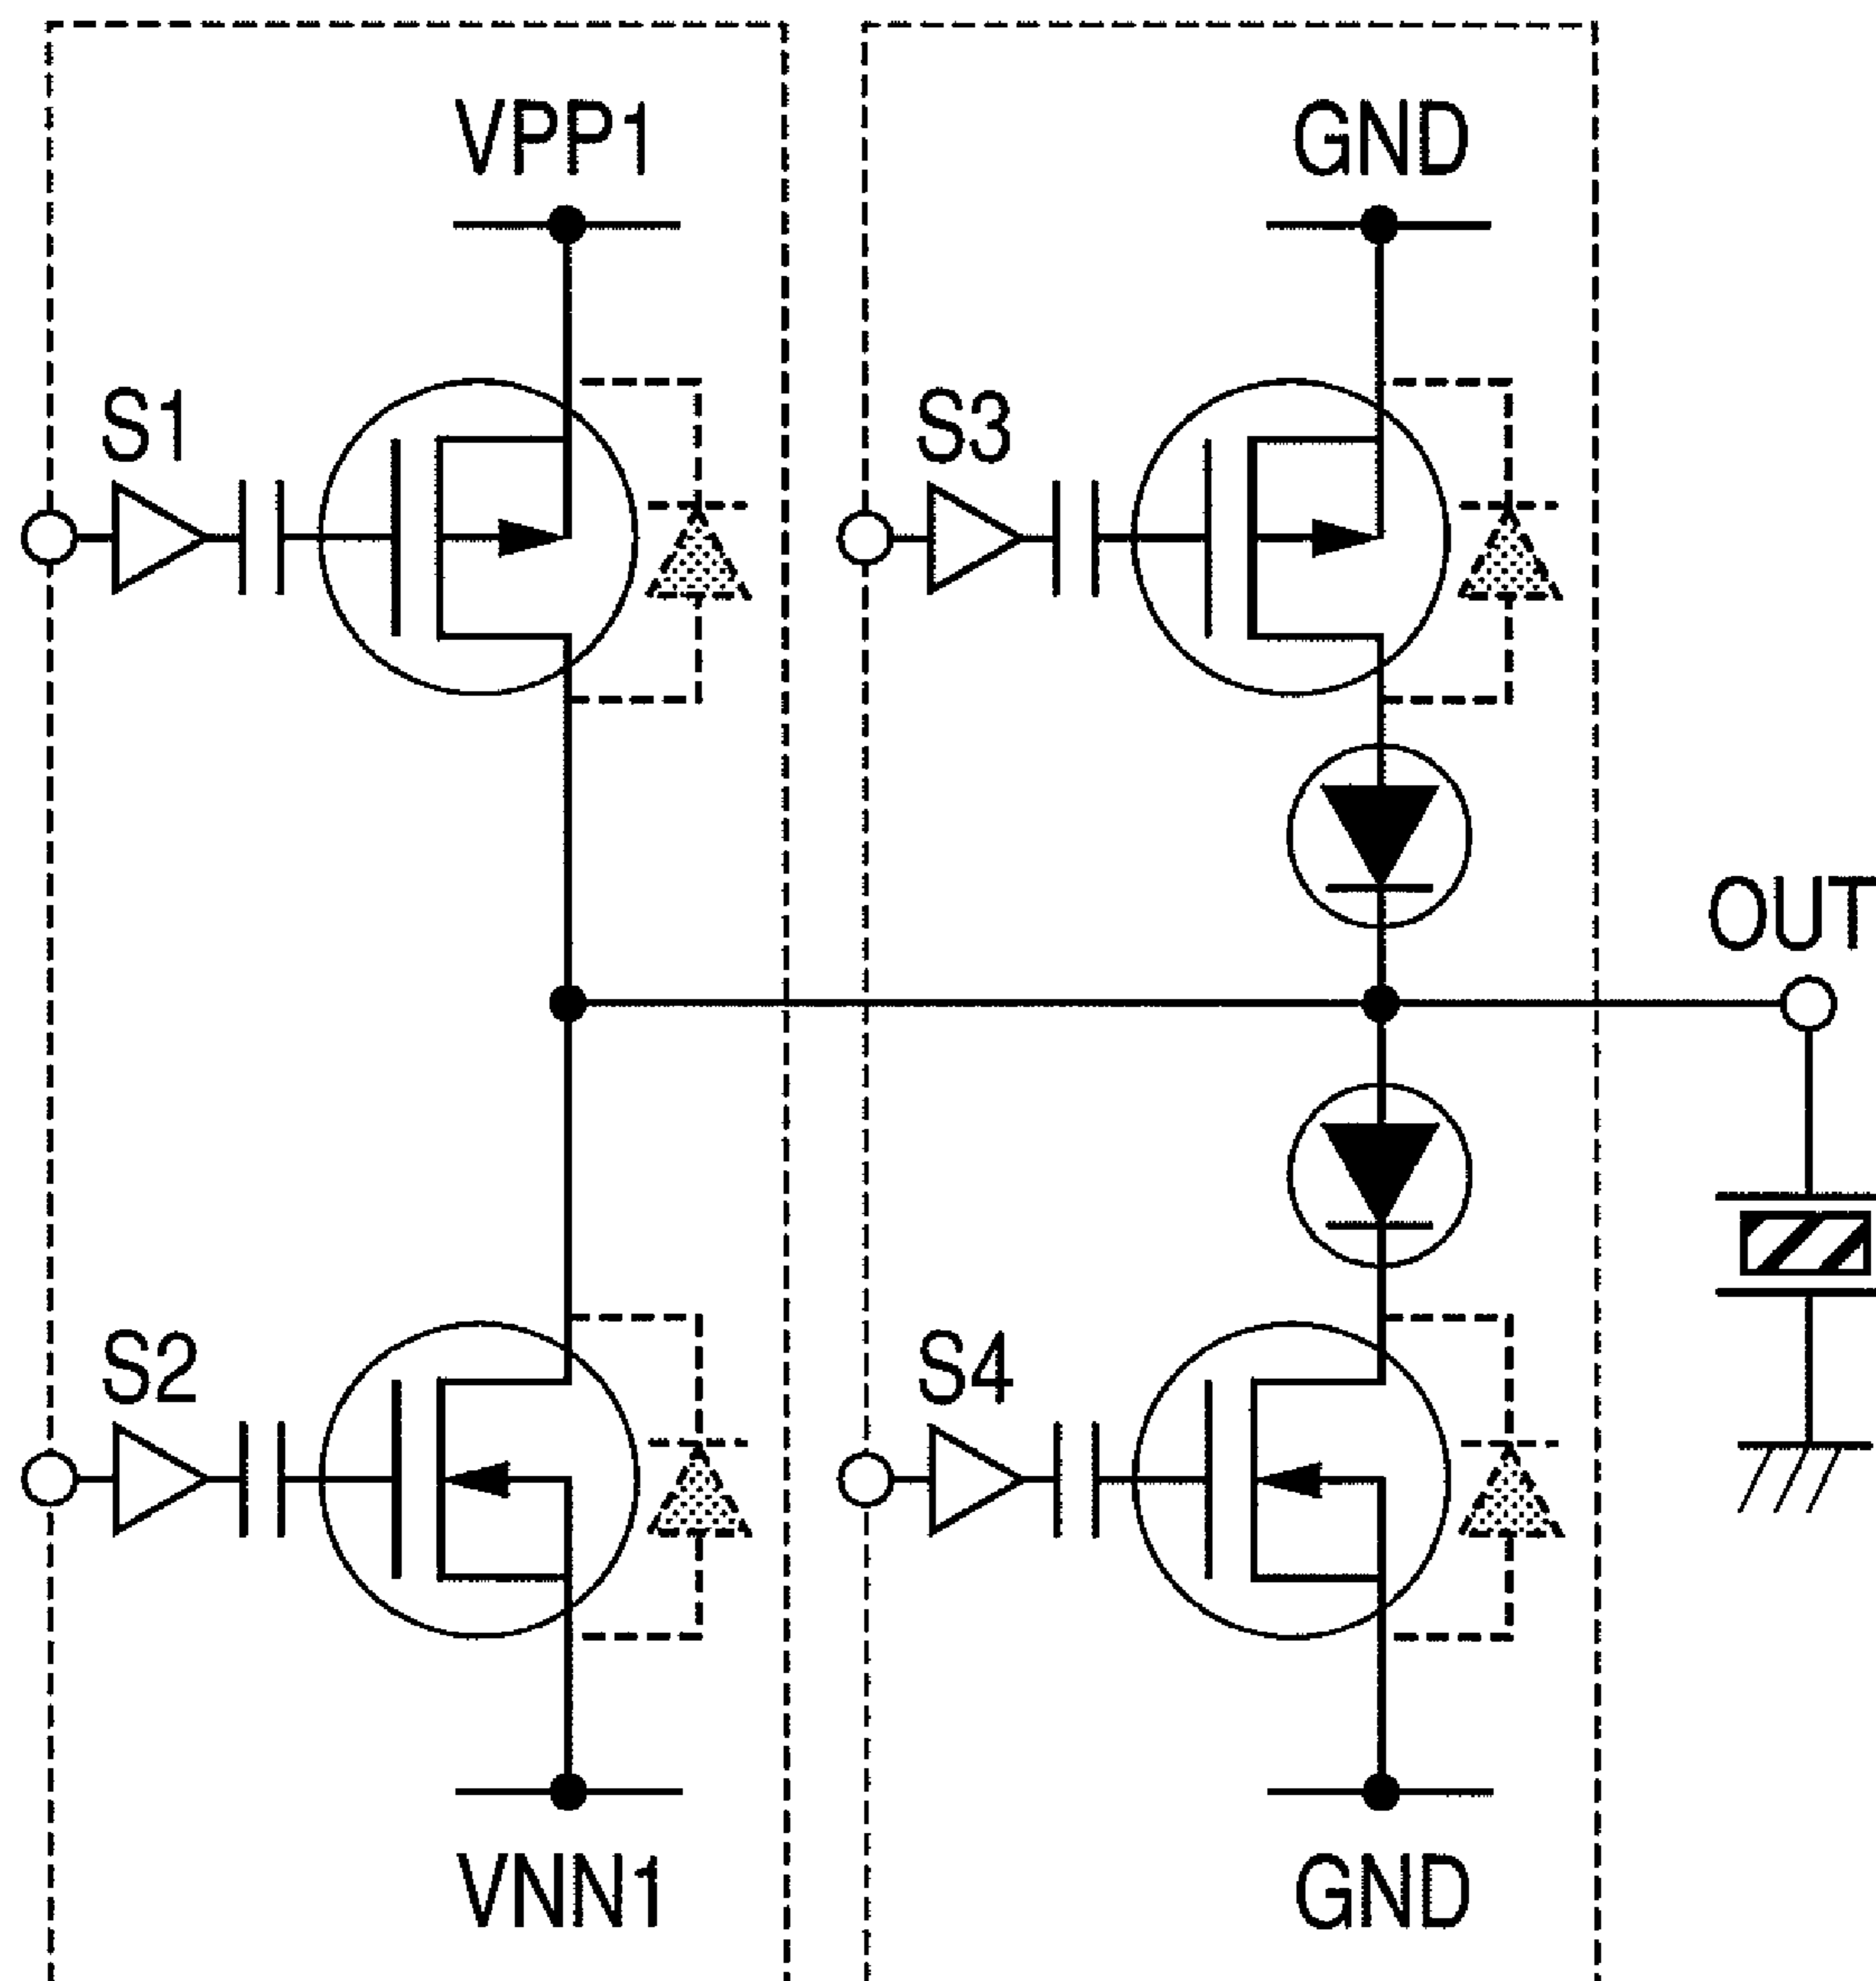 VPP1
GND
S1
S3
OUT
S2
S4
VNN1
GND